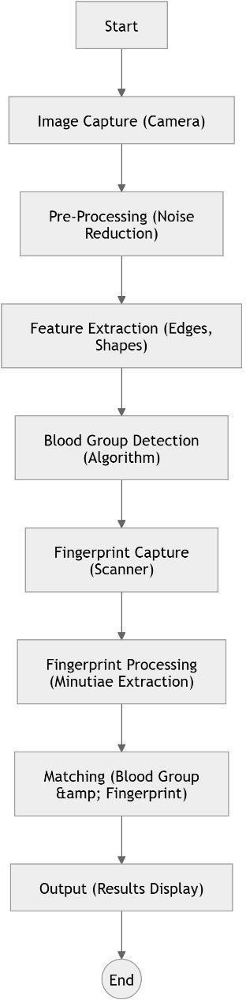 Start
Image Capture (Camera)
Pre-Processing (Noise
Reduction)
Feature Extraction (Edges,
Shapes)
Blood Group Detection
(Algorithm)
Fingerprint Capture
(Scanner)
Fingerprint Processing
(Minutiae Extraction)
Matching (Blood Group
&amp; Fingerprint)
Output (Results Display)
End